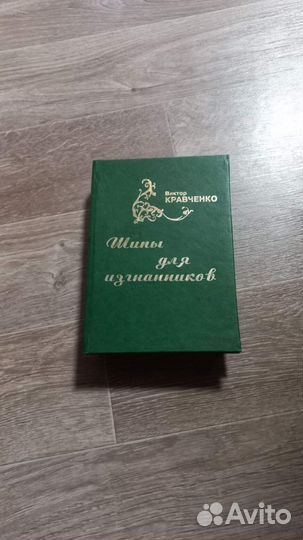 Виктор
КРАВЧЕНКО
Шипы
для
изгнанников
Avito